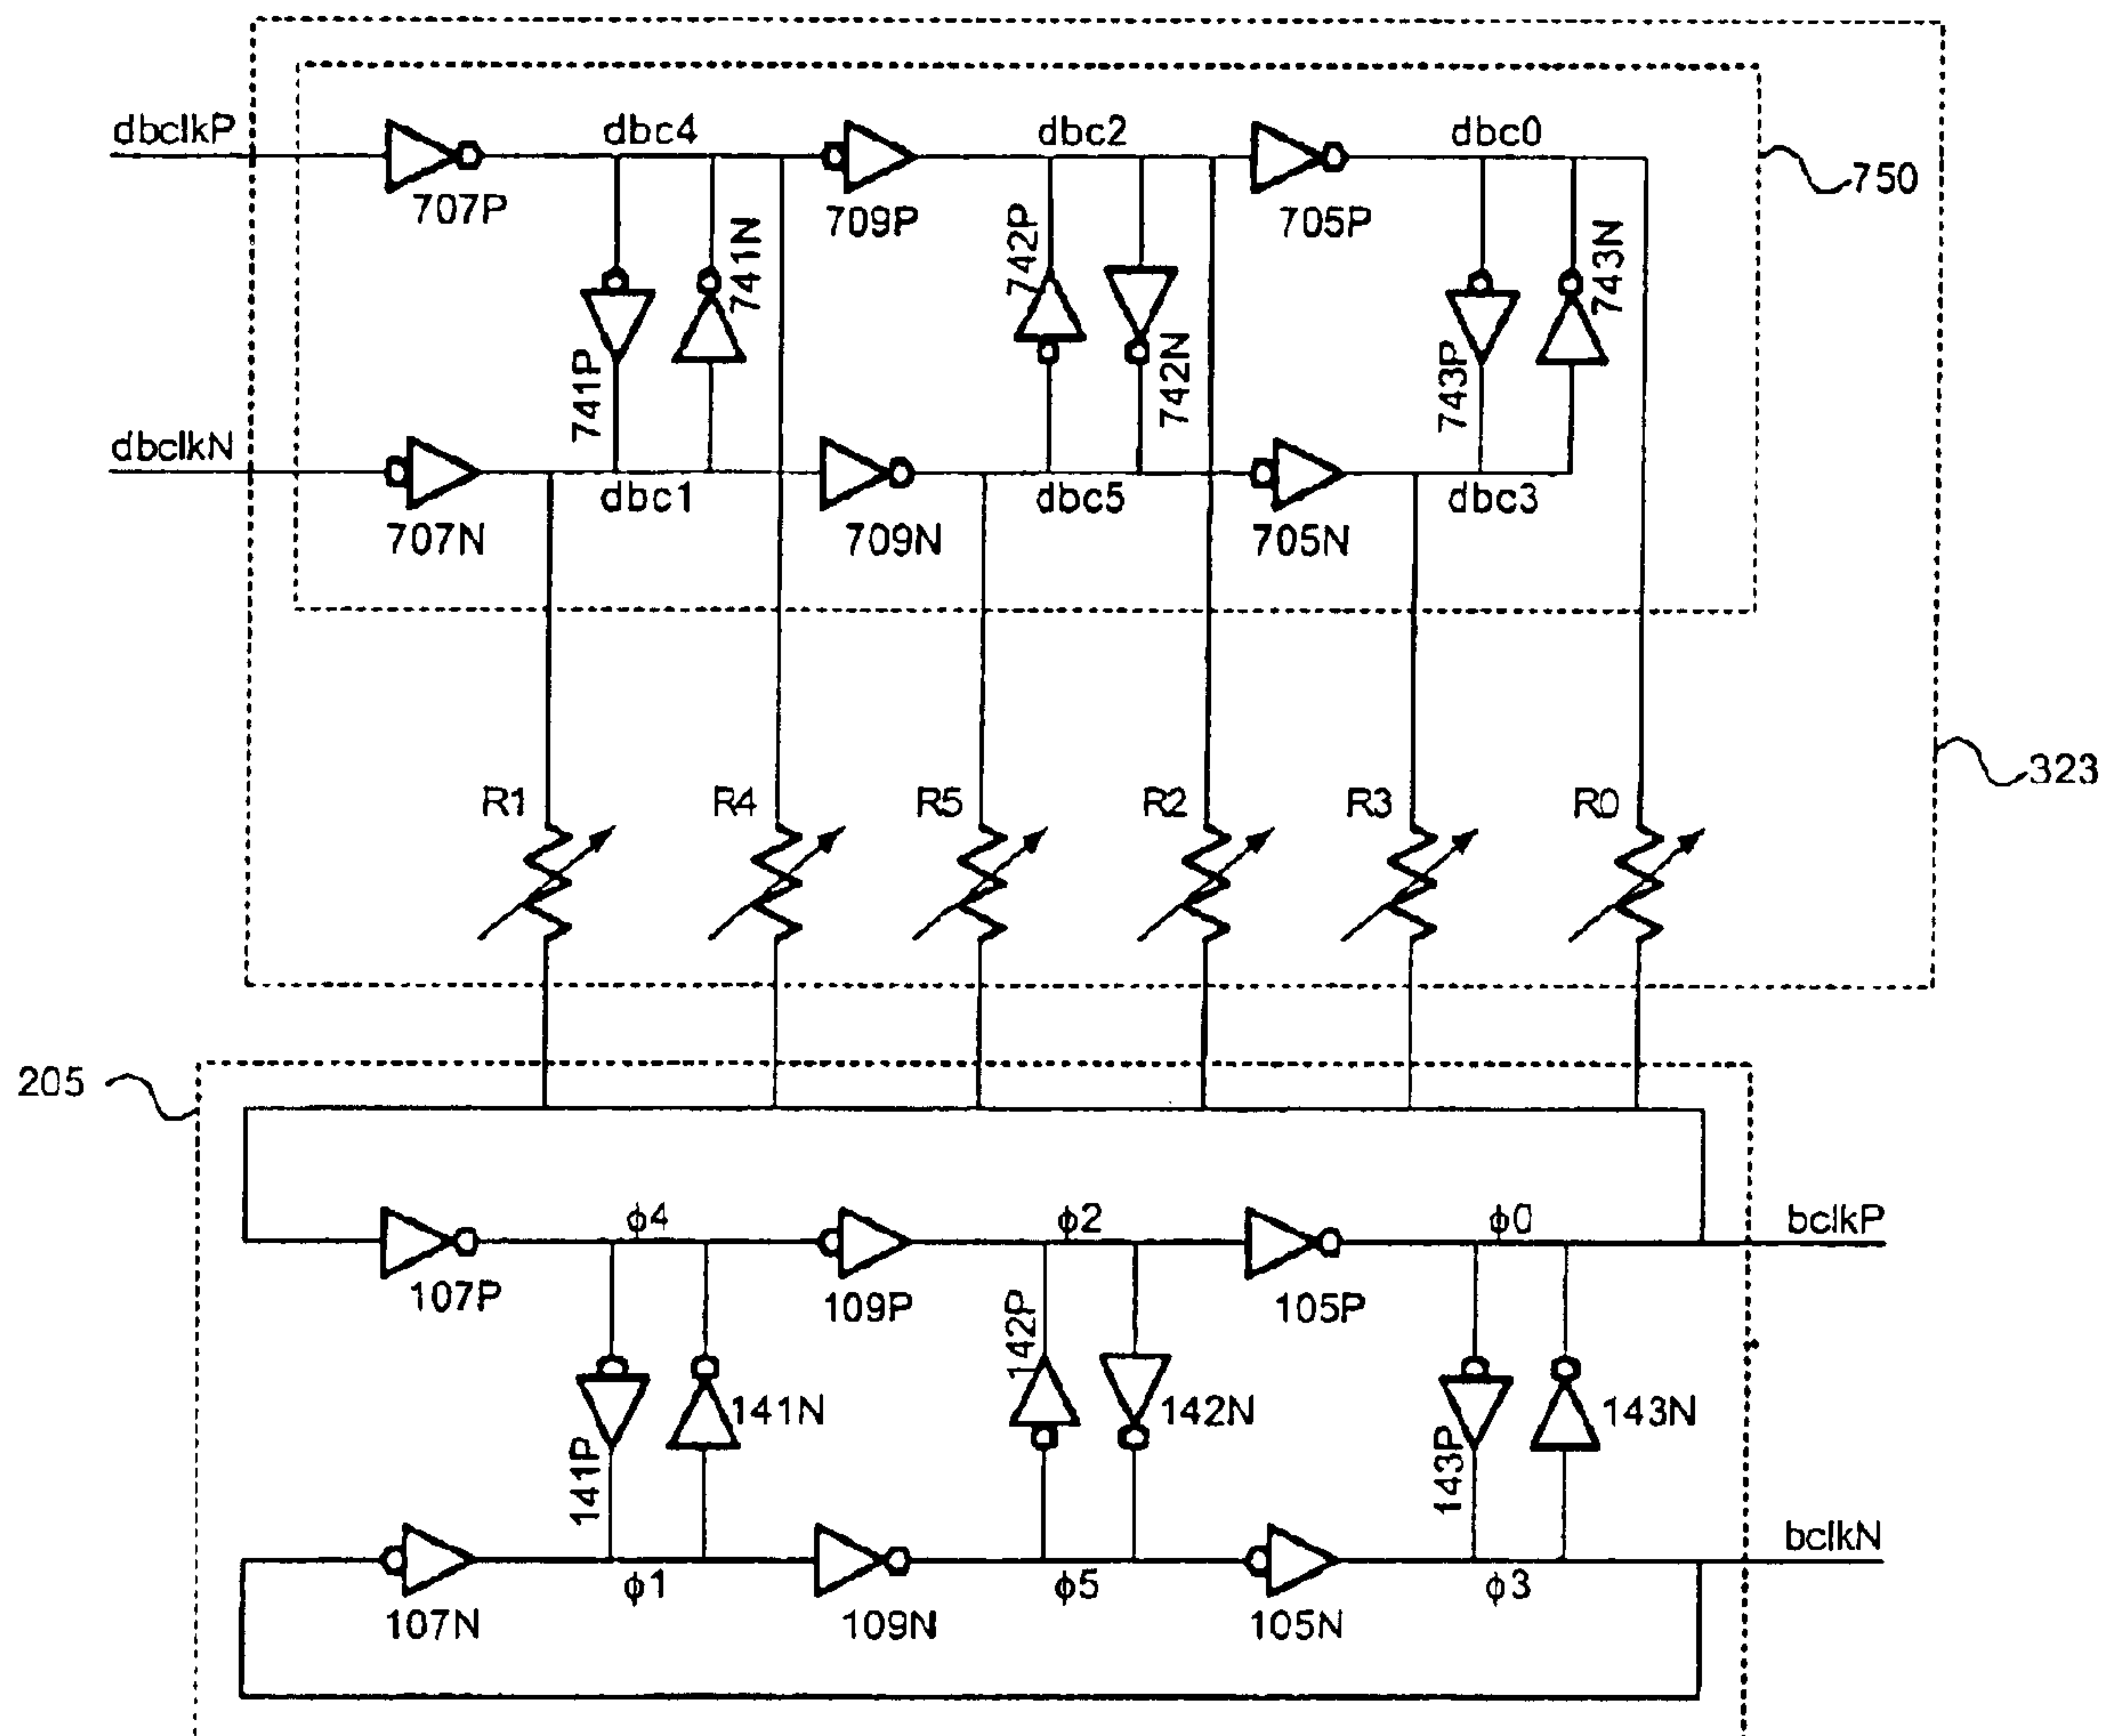 dbclkP
dbc4
dbc2
dbc0
750
707P
709P
705P
741N
742P
743N
741P
742N
743P
dbclkN
dbc1
dbc5
dbc3
707N
709N
705N
323
R1
R4
R5
R2
R3
R0
205
ϕ4
ϕ2
ϕ0
bclkP
107P
109P
105P
142P
141N
142N
143N
141P
143P
bclkN
ϕ1
ϕ5
ϕ3
107N
109N
105N